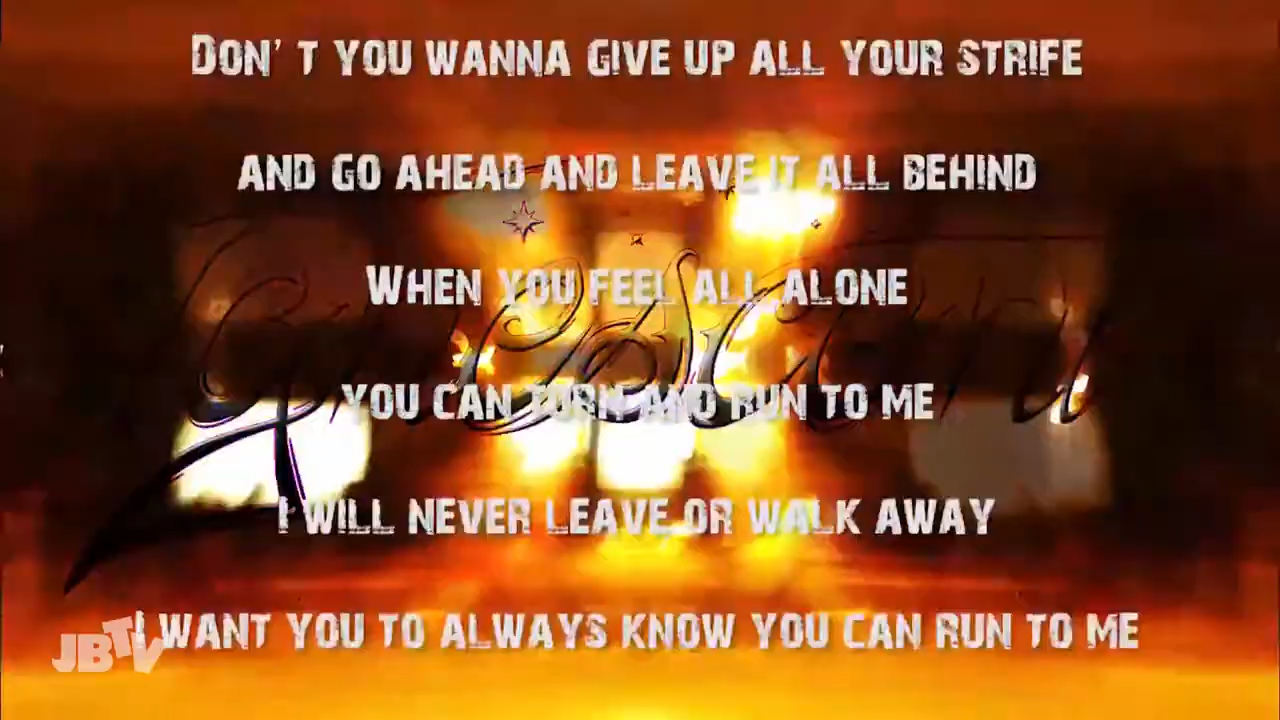 DON'T YOU WANNA GIVE UP ALL YOUR STRIFE
AND GO AHEAD AND LEAVE IT ALL BEHIND
WHEN YOU FEEL ALL ALONE
YOU CAN TURN AND RUN TO ME
I WILL NEVER LEAVE OR WALK AWAY
I WANT YOU TO ALWAYS KNOW YOU CAN RUN TO ME
JBTV